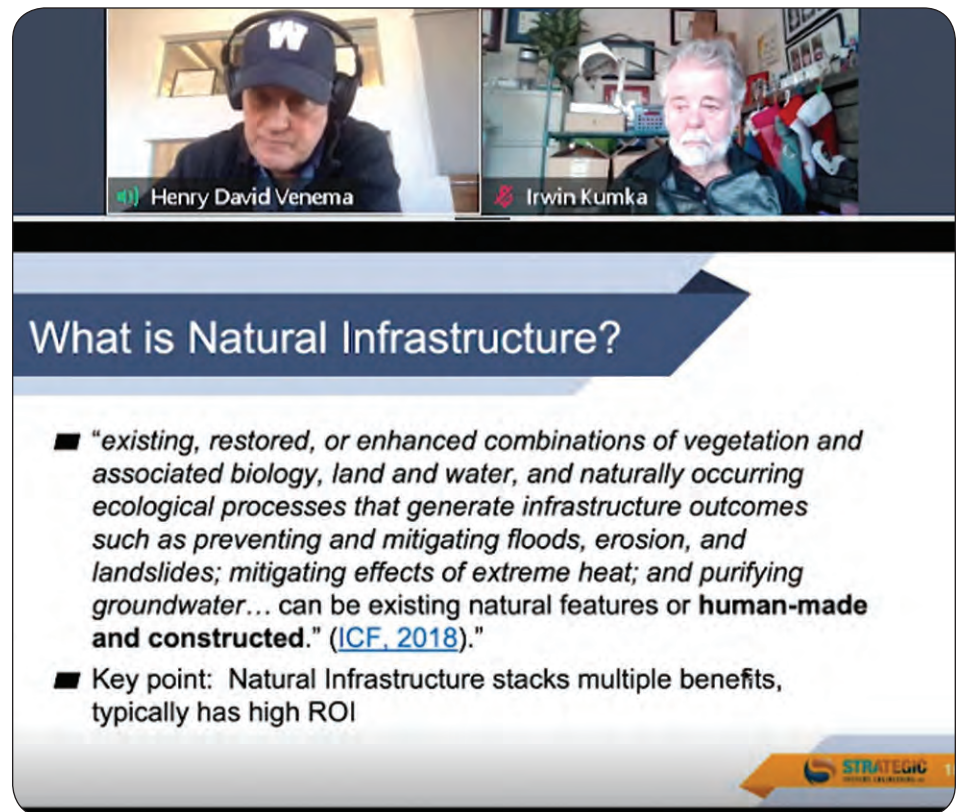 W
Henry David Venema
Irwin Kumka
What is Natural Infrastructure?
“existing, restored, or enhanced combinations of vegetation and
associated biology, land and water, and naturally occurring
ecological processes that generate infrastructure outcomes
such as preventing and mitigating floods, erosion, and
landslides; mitigating effects of extreme heat; and purifying
groundwater… can be existing natural features or human-made
and constructed.” (ICF, 2018).”
Key point: Natural Infrastructure stacks multiple benefits,
typically has high ROI
STRATEGIC